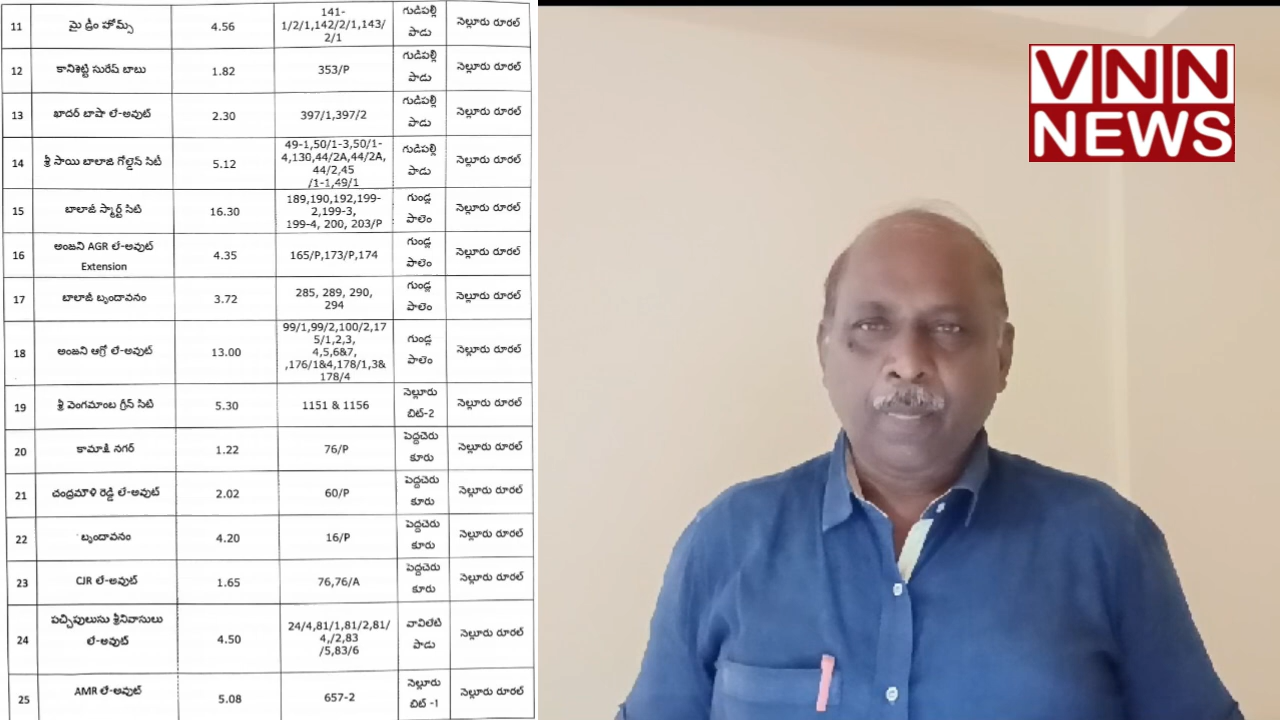 11 మై డ్రీం హోమ్స్ 4.56 141-1/2/1,142/2/1,143/2/1 గుడిపల్లి పాడు నెల్లూరు రూరల్
12 కానిశెట్టి సురేష్ బాబు 1.82 353/P గుడిపల్లి పాడు నెల్లూరు రూరల్
13 ఖాదర్ బాషా లే-అవుట్ 2.30 397/1,397/2 గుడిపల్లి పాడు నెల్లూరు రూరల్
14 శ్రీ సాయి బాలాజి గోల్డెన్ సిటీ 5.12 49-1,50/1-3,50/1-4,130,44/2A,44/2A,44/2,45/1-1,49/1 గుడిపల్లి పాడు నెల్లూరు రూరల్
15 బాలాజీ స్మార్ట్ సిటి 16.30 189,190,192,199-2,199-3, 199-4, 200, 203/P గుండ్ల పాలెం నెల్లూరు రూరల్
16 అంజని AGR లే-అవుట్ Extension 4.35 165/P,173/P,174 గుండ్ల పాలెం నెల్లూరు రూరల్
17 బాలాజీ బృందావనం 3.72 285, 289, 290, 294 గుండ్ల పాలెం నెల్లూరు రూరల్
18 అంజని ఆగ్రో లే-అవుట్ 13.00 99/1,99/2,100/2,175/1,2,3, 4,5,6&7, ,176/1&4,178/1,3& 178/4 గుండ్ల పాలెం నెల్లూరు రూరల్
19 శ్రీ వెంగమాంబ గ్రీన్ సిటి 5.30 1151 & 1156 నెల్లూరు బిట్-2 నెల్లూరు రూరల్
20 కామాక్షి నగర్ 1.22 76/P పెద్దచెరు కూరు నెల్లూరు రూరల్
21 చంద్రమౌళి రెడ్డి లే-అవుట్ 2.02 60/P పెద్దచెరు కూరు నెల్లూరు రూరల్
22 బృందావనం 4.20 16/P పెద్దచెరు కూరు నెల్లూరు రూరల్
23 CJR లే-అవుట్ 1.65 76,76/A పెద్దచెరు కూరు నెల్లూరు రూరల్
24 పచ్చిపులుసు శ్రీనివాసులు లే-అవుట్ 4.50 24/4,81/1,81/2,81/4,/2,83/5,83/6 వావిలేటి పాడు నెల్లూరు రూరల్
25 AMR లే-అవుట్ 5.08 657-2 నెల్లూరు బిట్ -1 నెల్లూరు రూరల్
VNN
NEWS